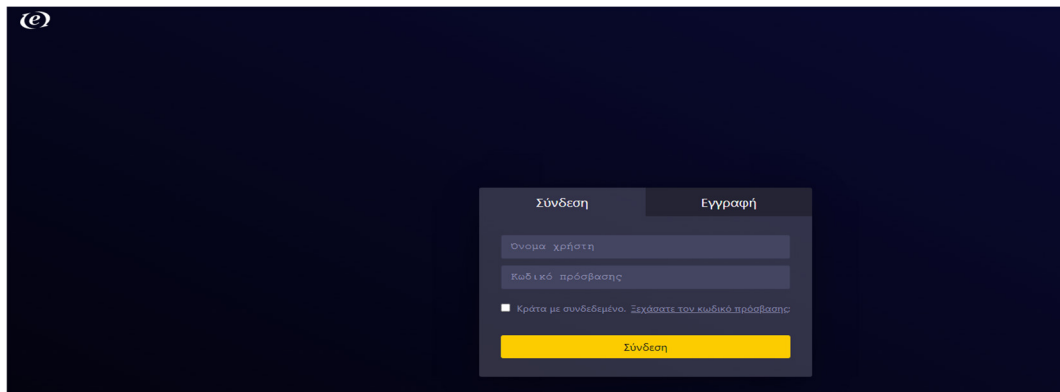 (e)
Σύνδεση Εγγραφή
Όνομα χρήστη
Κωδικό πρόσβασης
Κράτα με συνδεδεμένο. Ξεχάσατε τον κωδικό πρόσβασης;
Σύνδεση